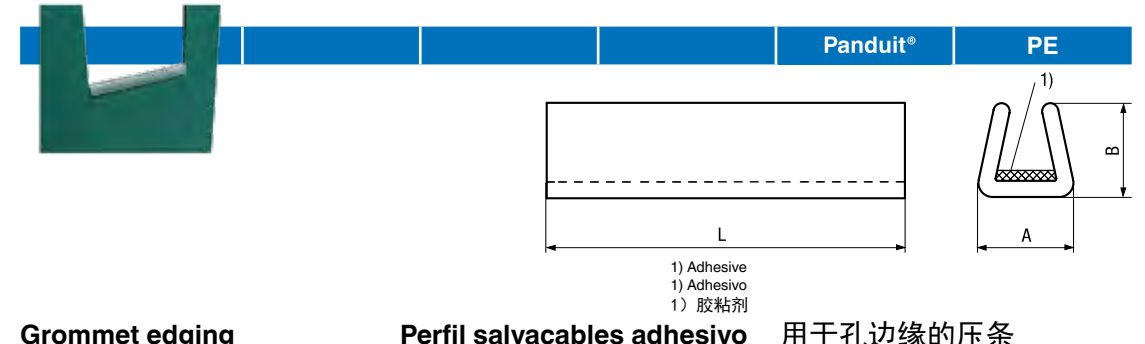 Panduit® PE
1)
B
L
A
1) Adhesive
1) Adhesivo
1）胶粘剂
Grommet edging Perfil salvacables adhesivo 用于孔边缘的压条